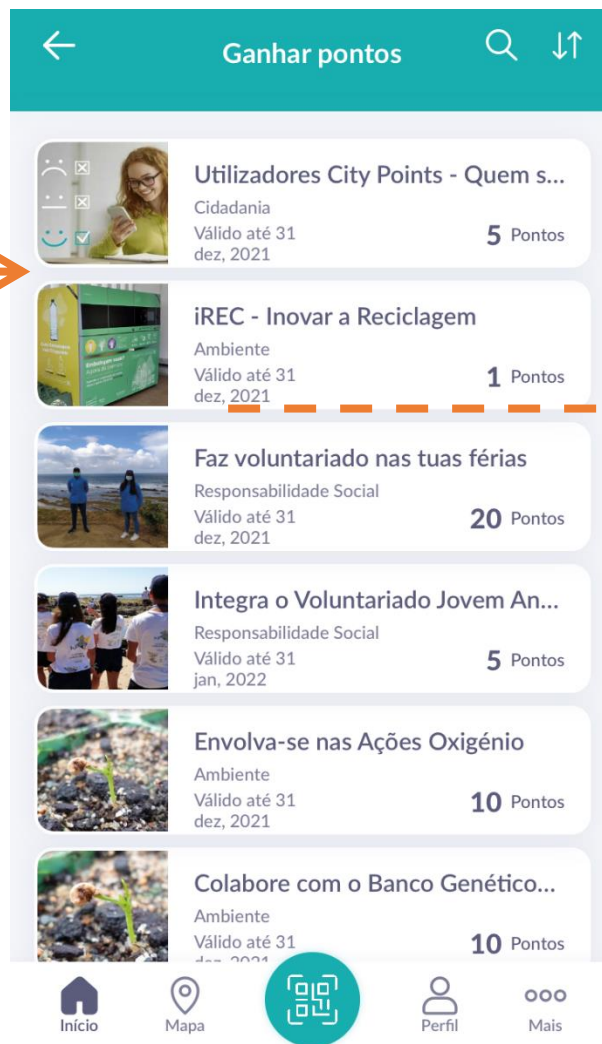 Ganhar pontos
Utilizadores City Points - Quem s...
Cidadania
Válido até 31
dez, 2021
5 Pontos
iREC - Inovar a Reciclagem
Ambiente
Válido até 31
dez, 2021
1 Pontos
Faz voluntariado nas tuas férias
Responsabilidade Social
Válido até 31
dez, 2021
20 Pontos
Integra o Voluntariado Jovem An...
Responsabilidade Social
Válido até 31
jan, 2022
5 Pontos
Envolva-se nas Ações Oxigénio
Ambiente
Válido até 31
dez, 2021
10 Pontos
Colabore com o Banco Genético...
Ambiente
Válido até 31
dez, 2021
10 Pontos
Início
Mapa
Perfil
Mais